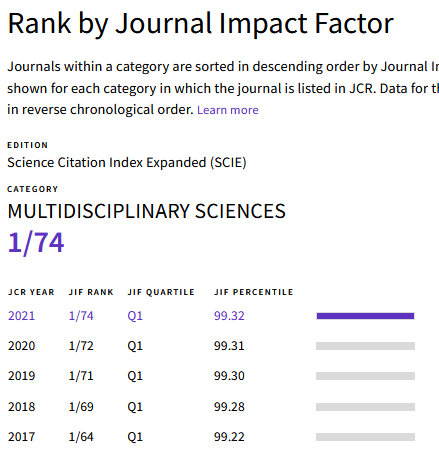 Rank by Journal Impact Factor
Journals within a category are sorted in descending order by Journal
shown for each category in which the journal is listed in JCR. Data for
in reverse chronological order. Learn more
EDITION
Science Citation Index Expanded (SCIE)
CATEGORY
MULTIDISCIPLINARY SCIENCES
1/74
JCR YEAR JIF RANK JIF QUARTILE JIF PERCENTILE
2021 1/74 Q1 99.32
2020 1/72 Q1 99.31
2019 1/71 Q1 99.30
2018 1/69 Q1 99.28
2017 1/64 Q1 99.22